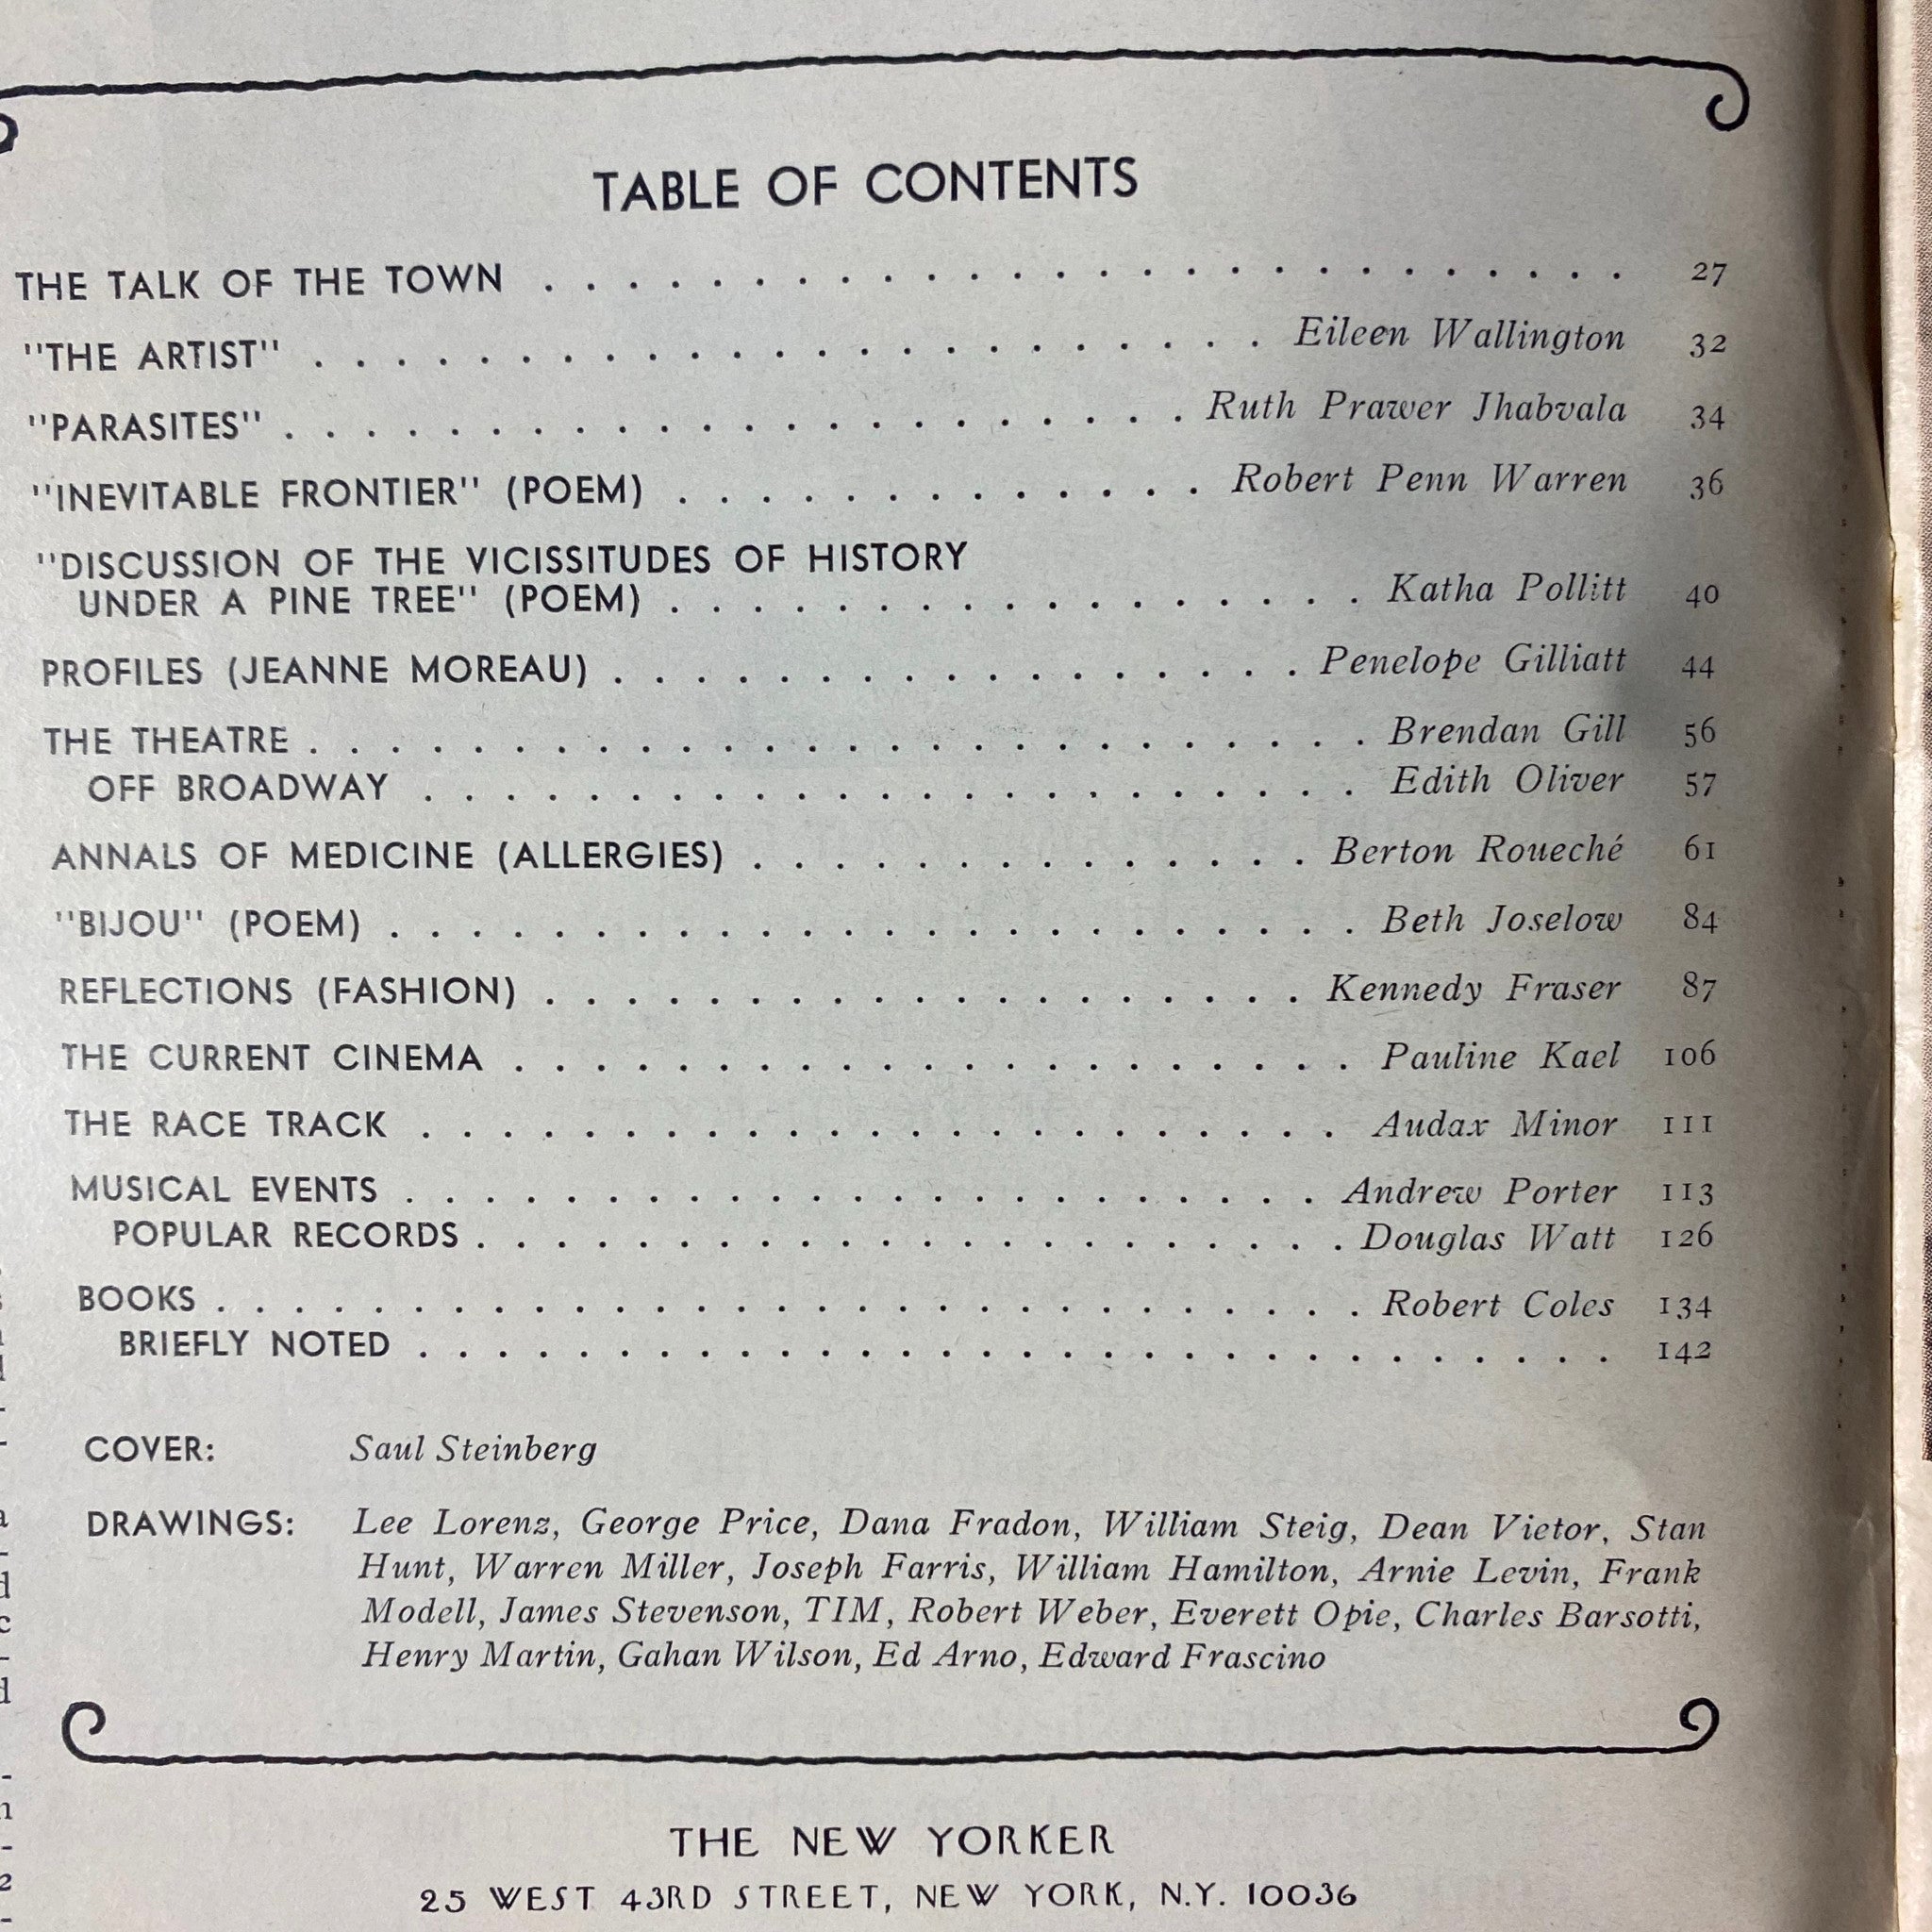 TABLE OF CONTENTS
THE TALK OF THE TOWN . . . . . . . . . . . . . . . . . . . . . . . . . . . 27
"THE ARTIST" . . . . . . . . . . . . . . . . . . . . . . . . Eileen Wallington 32
"PARASITES" . . . . . . . . . . . . . . . . . . . . . . Ruth Prawer Jhabvala 34
"INEVITABLE FRONTIER" (POEM) . . . . . . . . . . . . . Robert Penn Warren 36
"DISCUSSION OF THE VICISSITUDES OF HISTORY
UNDER A PINE TREE" (POEM) . . . . . . . . . . . . . . . . . Katha Pollitt 40
PROFILES (JEANNE MOREAU) . . . . . . . . . . . . . . . . . Penelope Gilliatt 44
THE THEATRE . . . . . . . . . . . . . . . . . . . . . . . . . . Brendan Gill 56
OFF BROADWAY . . . . . . . . . . . . . . . . . . . . . . . Edith Oliver 57
ANNALS OF MEDICINE (ALLERGIES) . . . . . . . . . . . . . . Berton Roueché 61
"BIJOU" (POEM) . . . . . . . . . . . . . . . . . . . . . . . . Beth Joselow 84
REFLECTIONS (FASHION) . . . . . . . . . . . . . . . . . . . Kennedy Fraser 87
THE CURRENT CINEMA . . . . . . . . . . . . . . . . . . . . . Pauline Kael 106
THE RACE TRACK . . . . . . . . . . . . . . . . . . . . . . . Audax Minor 111
MUSICAL EVENTS . . . . . . . . . . . . . . . . . . . . . . . Andrew Porter 113
POPULAR RECORDS . . . . . . . . . . . . . . . . . . . . . . Douglas Watt 126
BOOKS . . . . . . . . . . . . . . . . . . . . . . . . . . . . Robert Coles 134
BRIEFLY NOTED . . . . . . . . . . . . . . . . . . . . . . . . . . . . . . 142
COVER: Saul Steinberg
DRAWINGS: Lee Lorenz, George Price, Dana Fradon, William Steig, Dean Vietor, Stan
Hunt, Warren Miller, Joseph Farris, William Hamilton, Arnie Levin, Frank
Modell, James Stevenson, TIM, Robert Weber, Everett Opie, Charles Barsotti,
Henry Martin, Gahan Wilson, Ed Arno, Edward Frascino
THE NEW YORKER
25 WEST 43RD STREET, NEW YORK, N.Y. 10036